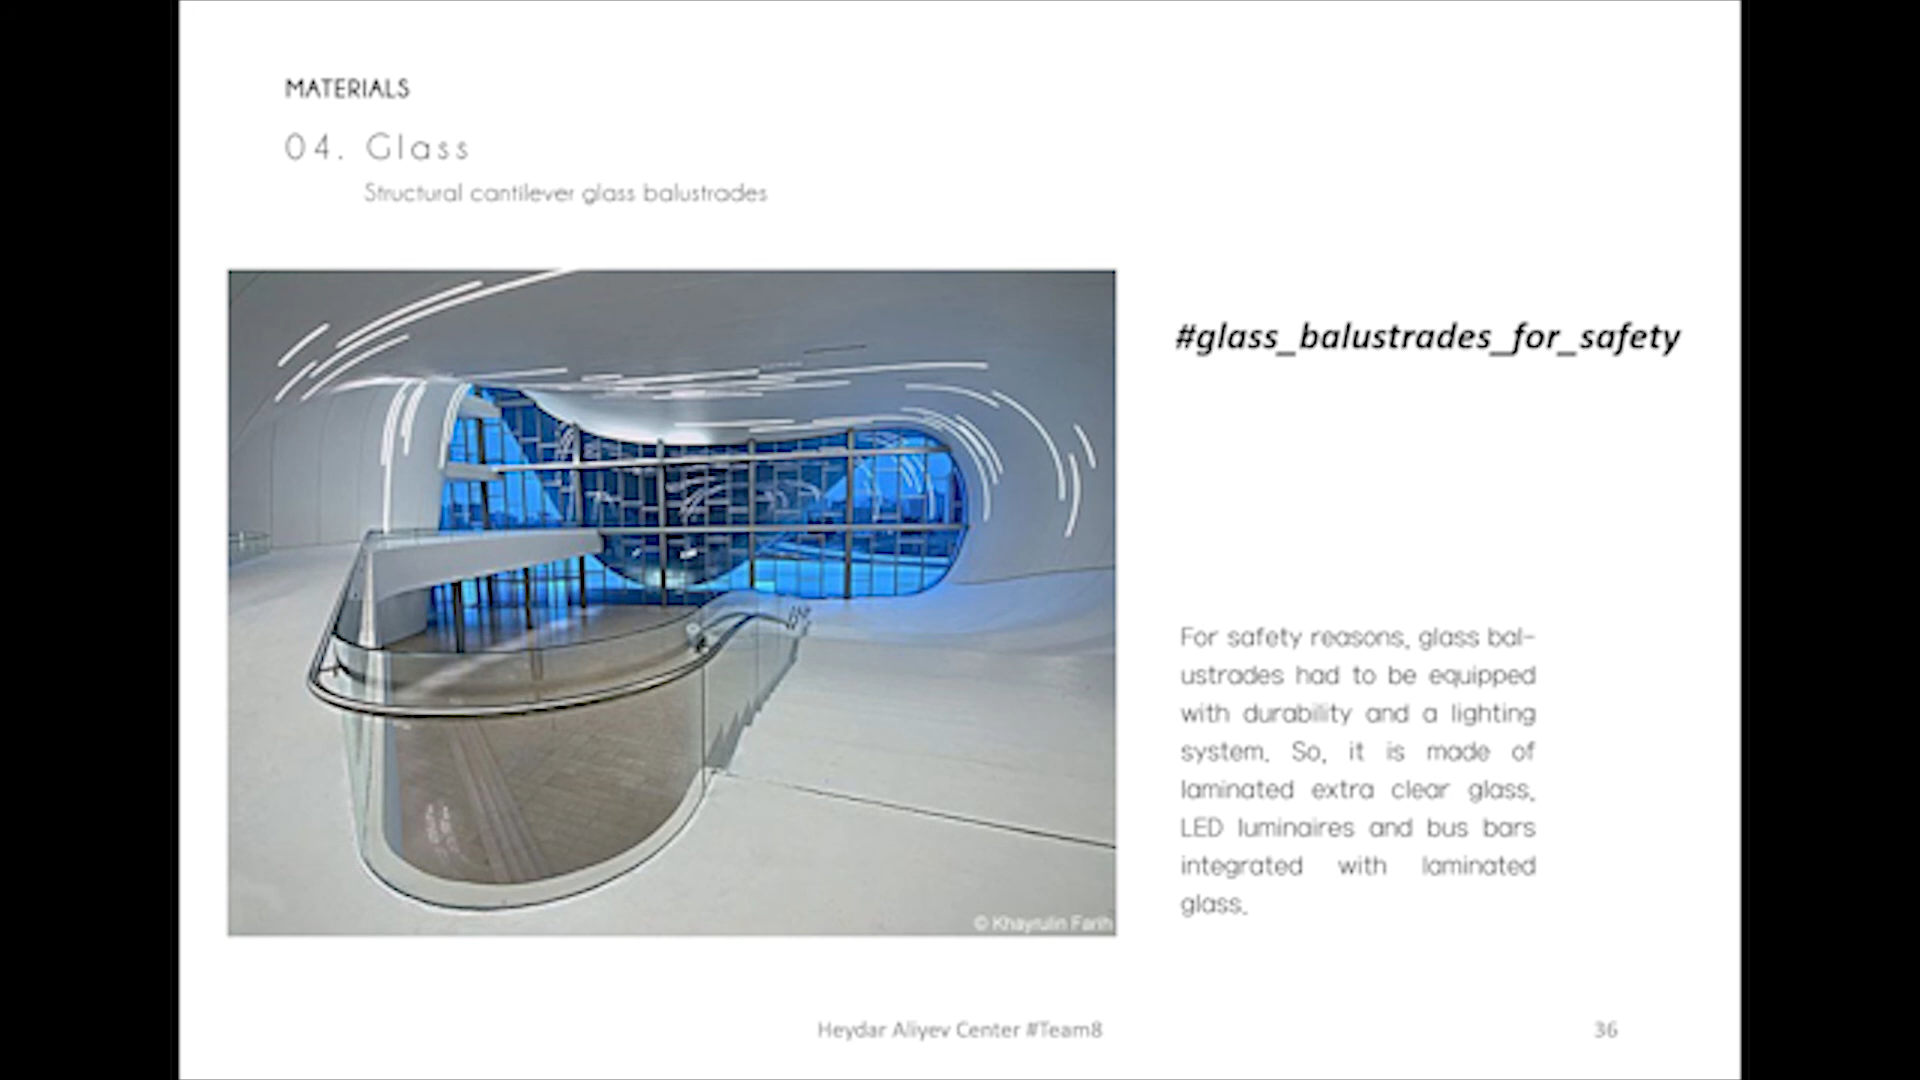 MATERIALS
04. Glass
Structural cantilever glass balustrades
#glass_balustrades_for_safety
For safety reasons, glass bal-
ustrades had to be equipped
with durability and a lighting
system. So, it is made of
laminated extra clear glass,
LED luminaires and bus bars
integrated with laminated
glass.
© Khayrulin Farih
Heydar Aliyev Center #Team8
36